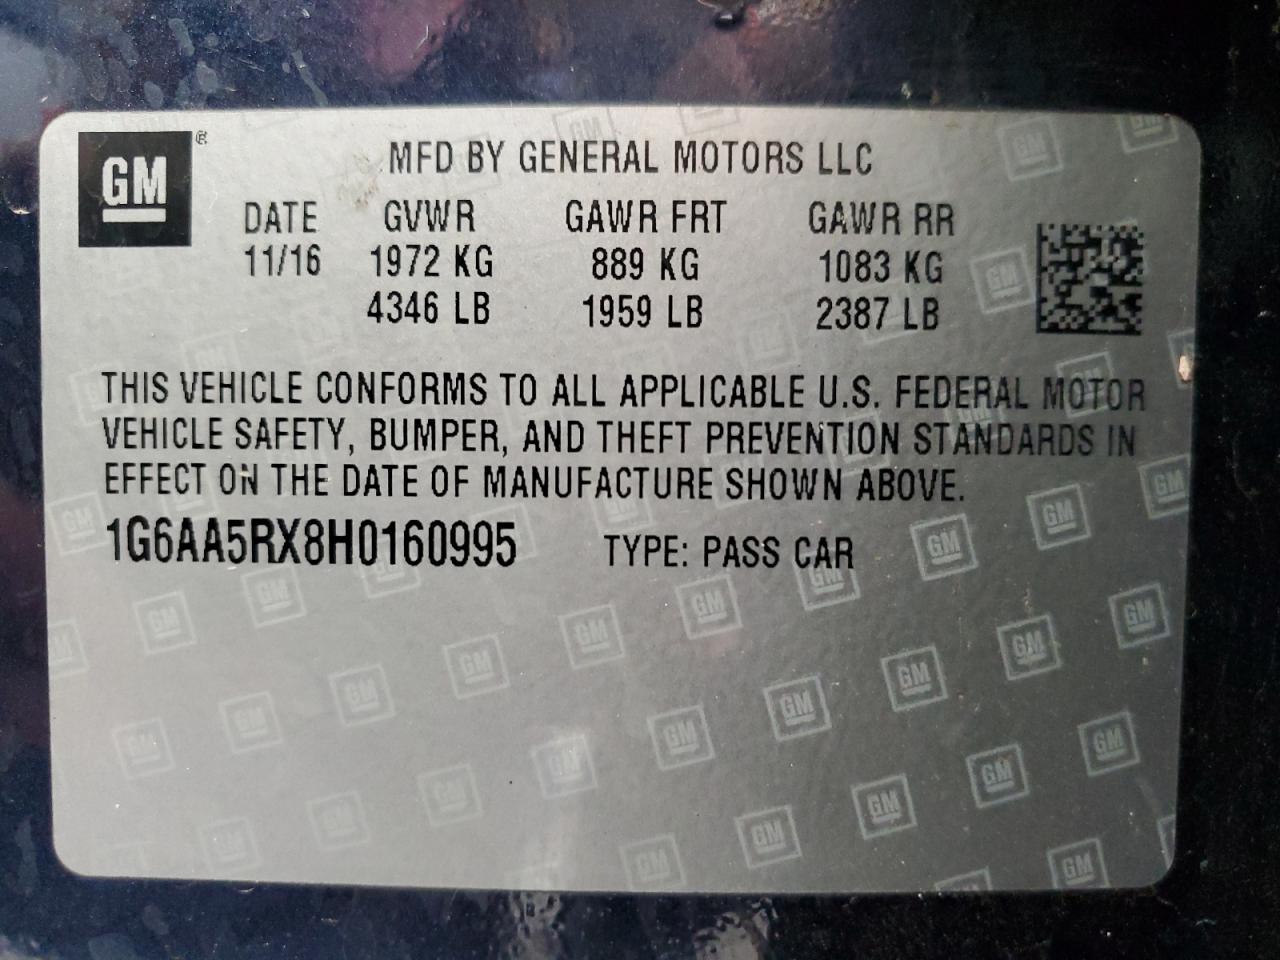 GM ®
MFD BY GENERAL MOTORS LLC
DATE GVWR GAWR FRT GAWR RR
11/16 1972 KG 889 KG 1083 KG
4346 LB 1959 LB 2387 LB
THIS VEHICLE CONFORMS TO ALL APPLICABLE U.S. FEDERAL MOTOR
VEHICLE SAFETY, BUMPER, AND THEFT PREVENTION STANDARDS IN
EFFECT ON THE DATE OF MANUFACTURE SHOWN ABOVE.
1G6AA5RX8H0160995 TYPE: PASS CAR